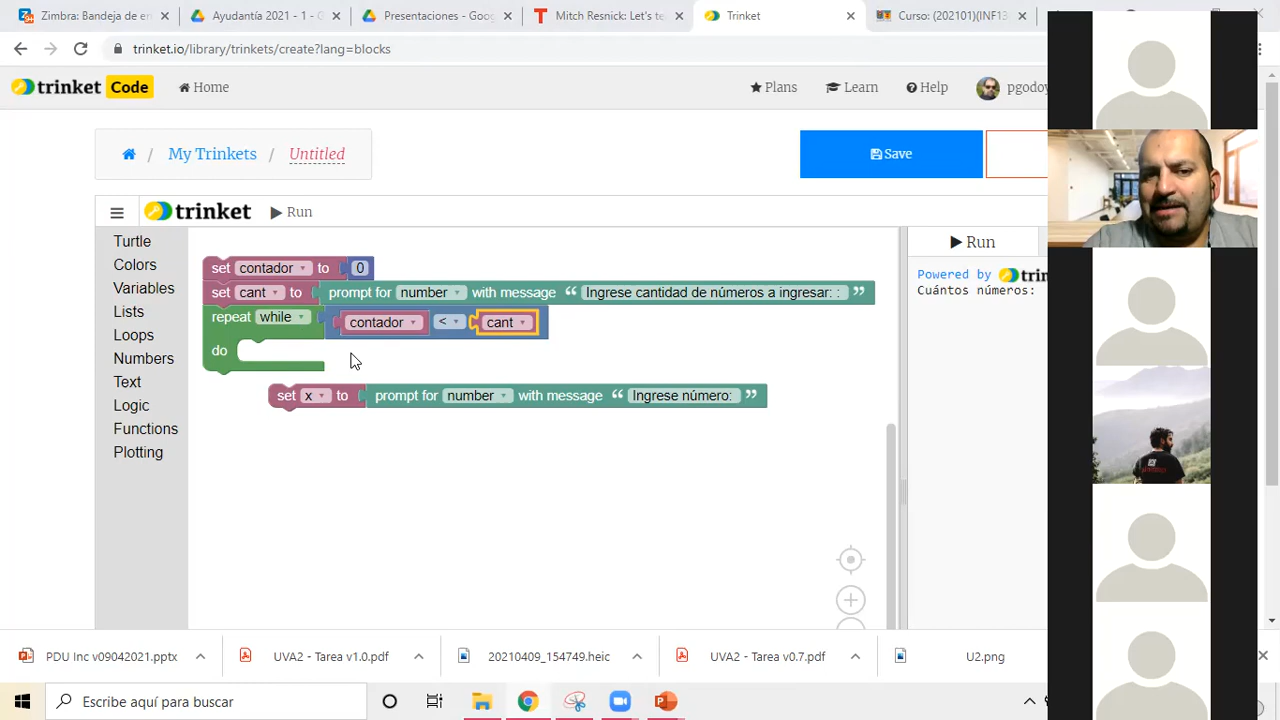 Zimbra: Bandeja de en
Ayudantía 2021 - 1 - G
Presentaciones - Goog
Mitch Resnick: Let's te
Trinket
Curso: (202101)(INF13
trinket.io/library/trinkets/create?lang=blocks
trinket Code Home Plans Learn Help pgodoy
My Trinkets / Untitled Save
trinket Run
Run
Turtle
Colors
Variables
Lists
Loops
Numbers
Text
Logic
Functions
Plotting
set contador to 0
set cant to prompt for number with message “ Ingrese cantidad de números a ingresar: : ”
repeat while contador < cant
do
set x to prompt for number with message “ Ingrese número: ”
Powered by trin
Cuántos números:
PDU Inc v09042021.pptx
UVA2 - Tarea v1.0.pdf
20210409_154749.heic
UVA2 - Tarea v0.7.pdf
U2.png
Escribe aquí para buscar